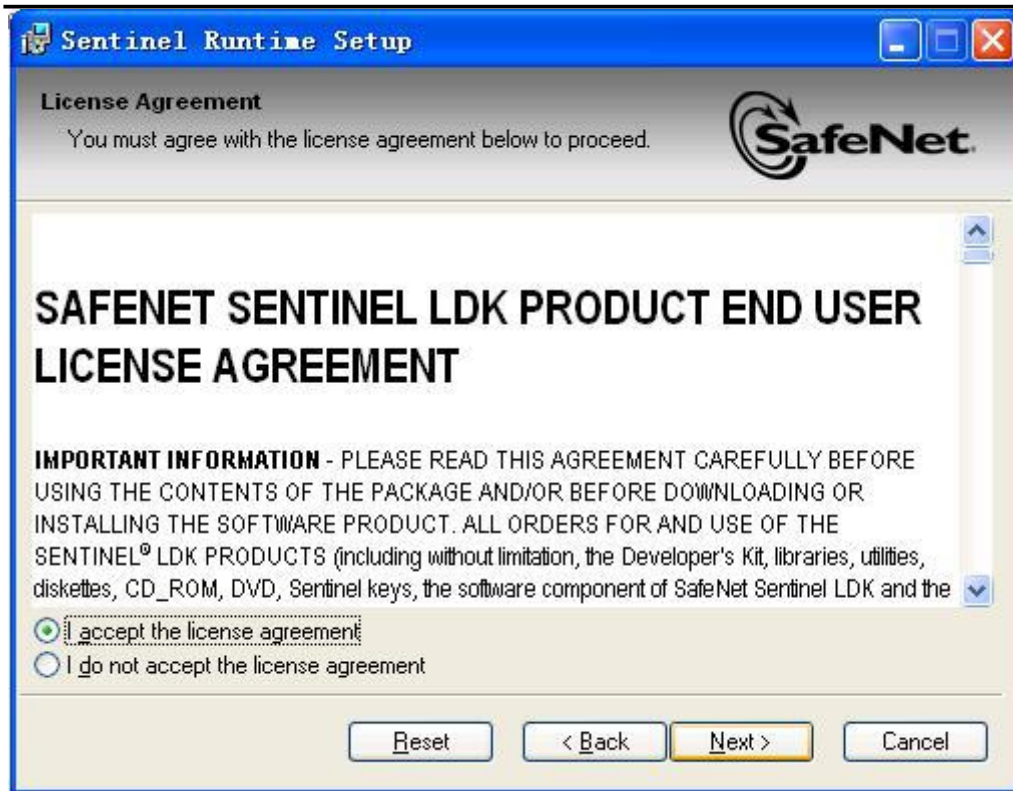 Sentinel Runtime Setup
License Agreement
You must agree with the license agreement below to proceed.
SafeNet.
SAFENET SENTINEL LDK PRODUCT END USER
LICENSE AGREEMENT
IMPORTANT INFORMATION - PLEASE READ THIS AGREEMENT CAREFULLY BEFORE
USING THE CONTENTS OF THE PACKAGE AND/OR BEFORE DOWNLOADING OR
INSTALLING THE SOFTWARE PRODUCT. ALL ORDERS FOR AND USE OF THE
SENTINEL® LDK PRODUCTS (including without limitation, the Developer's Kit, libraries, utilities,
diskettes, CD_ROM, DVD, Sentinel keys, the software component of SafeNet Sentinel LDK and the
I accept the license agreement
I do not accept the license agreement
Reset
< Back
Next >
Cancel